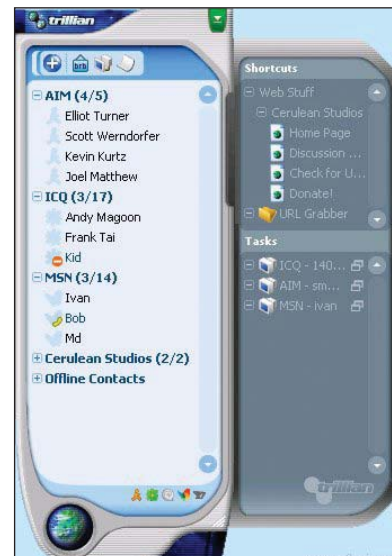 trillian
brb
AIM (4/5)
Elliot Turner
Scott Werndorfer
Kevin Kurtz
Joel Matthew
ICQ (3/17)
Andy Magoon
Frank Tai
Kid
MSN (3/14)
Ivan
Bob
Md
Cerulean Studios (2/2)
Offline Contacts
Shortcuts
Web Stuff
Cerulean Studios
Home Page
Discussion ...
Check for U...
Donate!
URL Grabber
Tasks
ICQ - 140...
AIM - sm...
MSN - ivan
trillian